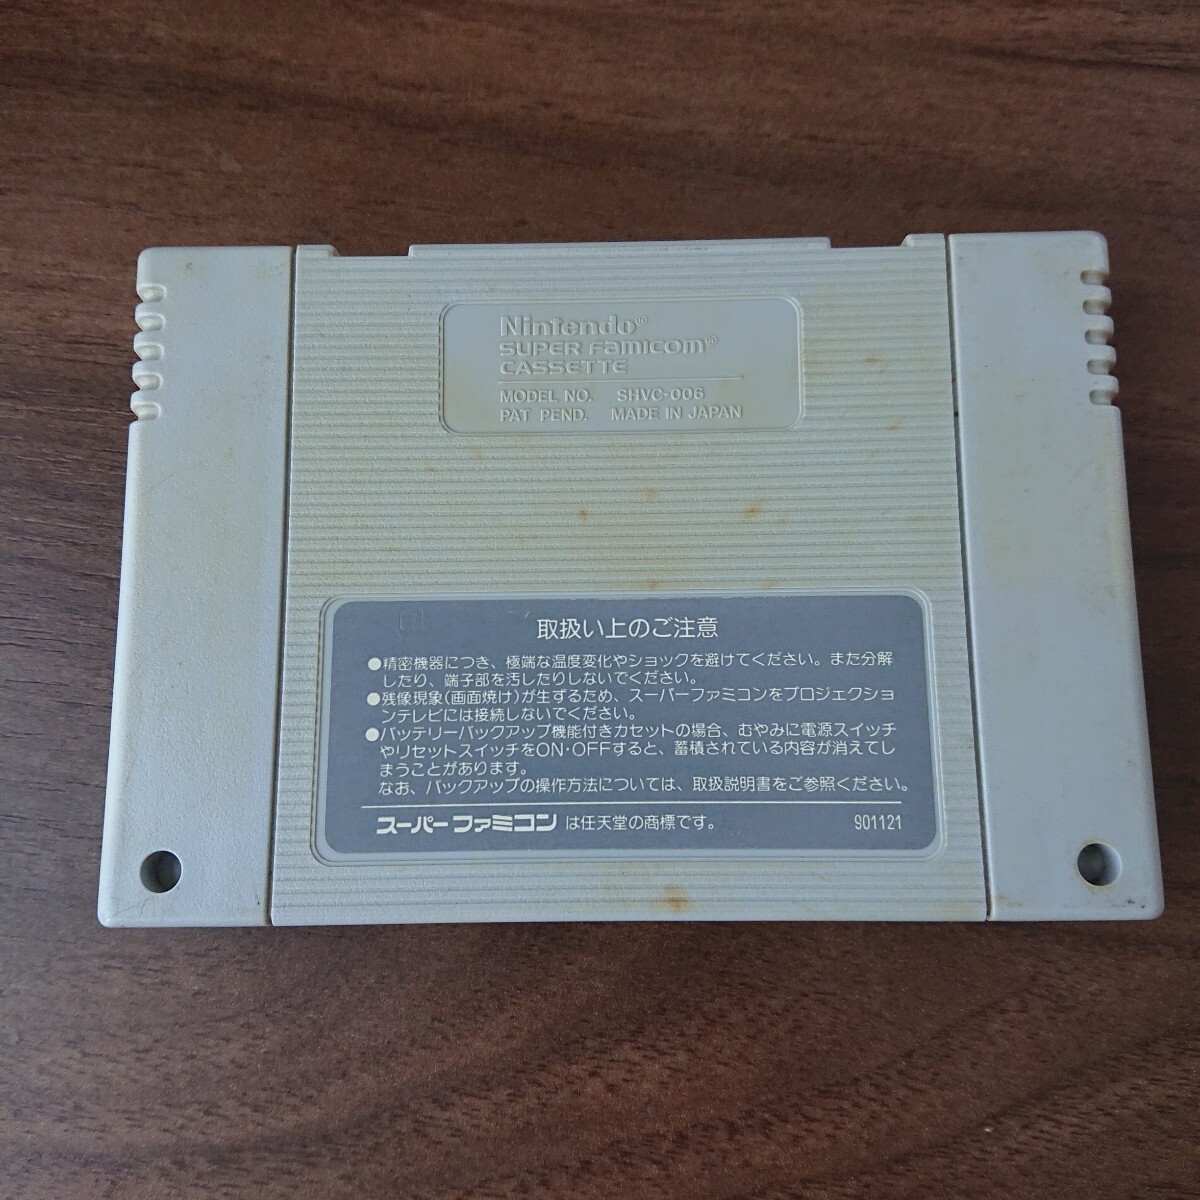 Nintendo®
SUPER FAMICOM®
CASSETTE
MODEL NO. SHVC-006
PAT PEND. MADE IN JAPAN
取扱い上のご注意
●精密機器につき、極端な温度変化やショックを避けてください。また分解
したり、端子部を汚したりしないでください。
●残像現象(画面焼け)が生ずるため、スーパーファミコンをプロジェクショ
ンテレビには接続しないでください。
●バッテリーバックアップ機能付きカセットの場合、むやみに電源スイッチ
やリセットスイッチをON・OFFすると、蓄積されている内容が消えてし
まうことがあります。
なお、バックアップの操作方法については、取扱説明書をご参照ください。
スーパーファミコン は任天堂の商標です。 901121